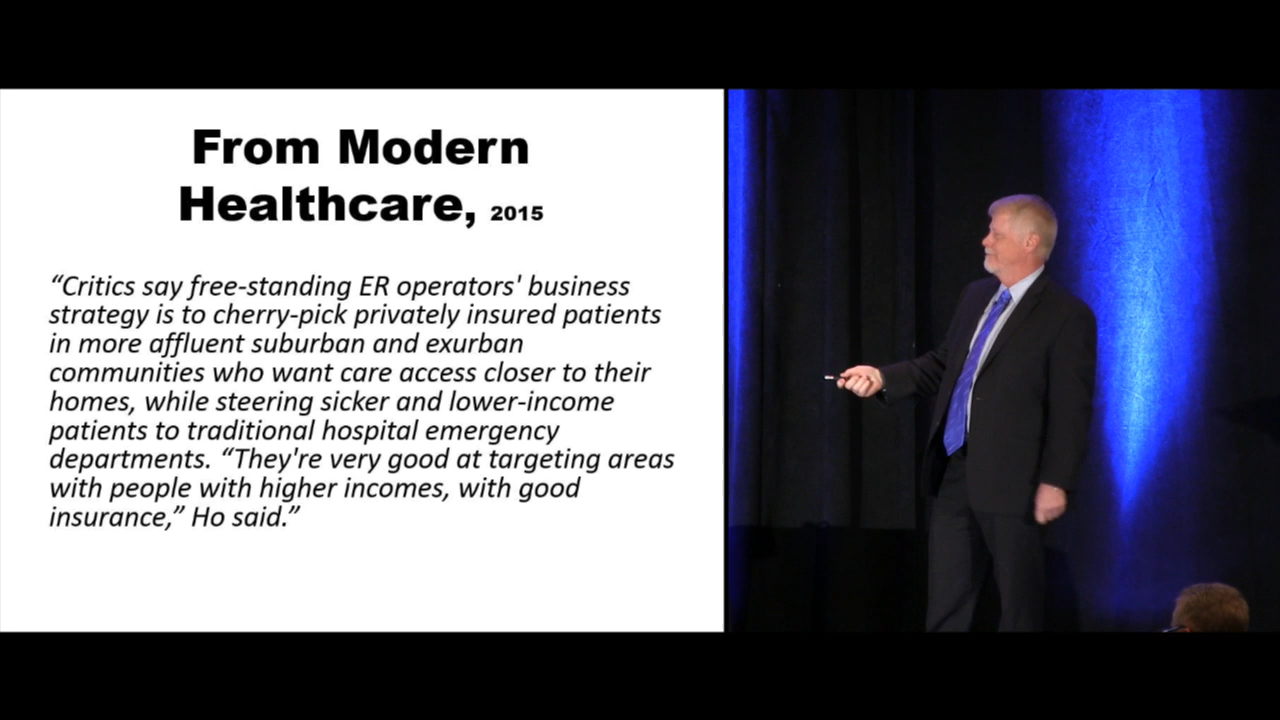 From Modern
Healthcare, 2015
“Critics say free-standing ER operators' business
strategy is to cherry-pick privately insured patients
in more affluent suburban and exurban
communities who want care access closer to their
homes, while steering sicker and lower-income
patients to traditional hospital emergency
departments. “They're very good at targeting areas
with people with higher incomes, with good
insurance,” Ho said.”